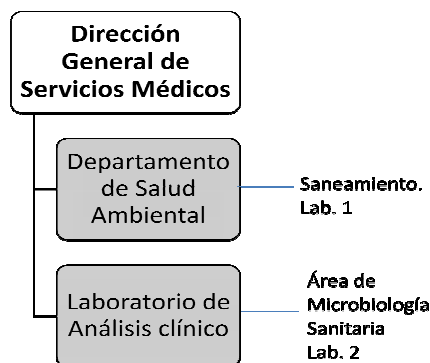 Dirección
General de
Servicios Médicos
Departamento
de Salud
Ambiental
Saneamiento.
Lab. 1
Laboratorio de
Análisis clínico
Área de
Microbiología
Sanitaria
Lab. 2